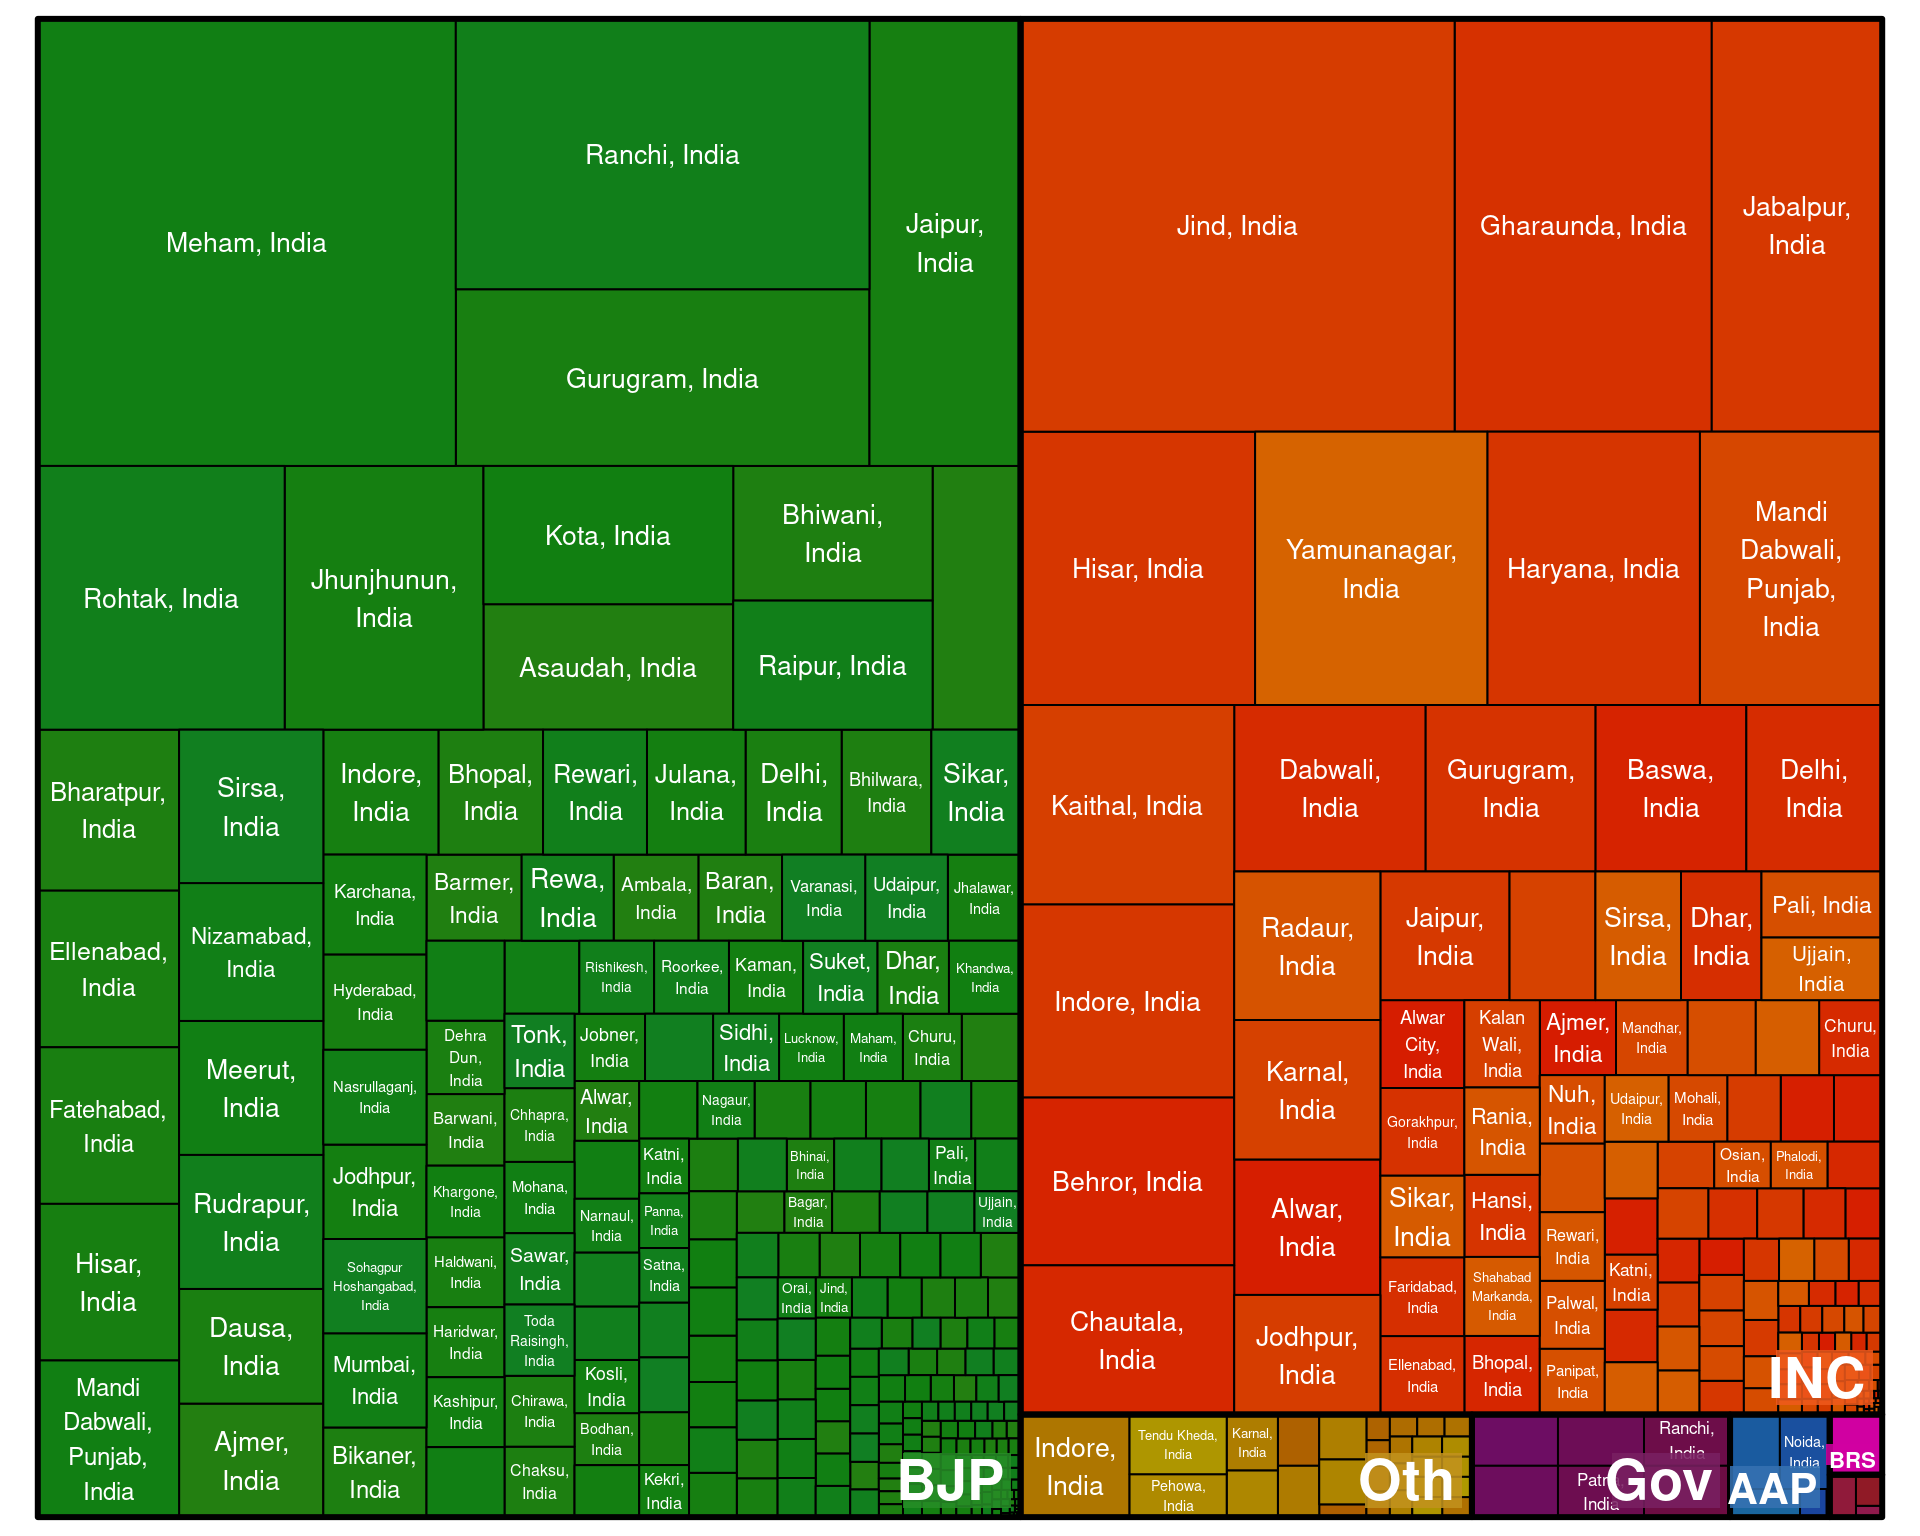 Meham, India
Ranchi, India
Gurugram, India
Jaipur,
India
Rohtak, India
Jhunjhunun,
India
Kota, India
Asaudah, India
Bhiwani,
India
Raipur, India
Bharatpur,
India
Ellenabad,
India
Fatehabad,
India
Hisar,
India
Mandi
Dabwali,
Punjab,
India
Sirsa,
India
Nizamabad,
India
Meerut,
India
Rudrapur,
India
Dausa,
India
Ajmer,
India
Indore,
India
Bhopal,
India
Rewari,
India
Julana,
India
Delhi,
India
Bhilwara,
India
Sikar,
India
Karchana,
India
Hyderabad,
India
Nasrullaganj,
India
Jodhpur,
India
Sohagpur
Hoshangabad,
India
Mumbai,
India
Bikaner,
India
Barmer,
India
Rewa,
India
Ambala,
India
Baran,
India
Varanasi,
India
Udaipur,
India
Jhalawar,
India
Dehra
Dun,
India
Barwani,
India
Khargone,
India
Haldwani,
India
Haridwar,
India
Kashipur,
India
Rishikesh,
India
Roorkee,
India
Kaman,
India
Suket,
India
Dhar,
India
Khandwa,
India
Tonk,
India
Chhapra,
India
Mohana,
India
Sawar,
India
Toda
Raisingh,
India
Chirawa,
India
Chaksu,
India
Jobner,
India
Sidhi,
India
Lucknow,
India
Maham,
India
Churu,
India
Alwar,
India
Narnaul,
India
Kosli,
India
Bodhan,
India
Nagaur,
India
Katni,
India
Panna,
India
Satna,
India
Kekri,
India
Bhinai,
India
Pali,
India
Bagar,
India
Ujjain,
India
Orai,
India
Jind,
India
BJP
Jind, India
Gharaunda, India
Jabalpur,
India
Hisar, India
Yamunanagar,
India
Haryana, India
Mandi
Dabwali,
Punjab,
India
Kaithal, India
Indore, India
Behror, India
Chautala,
India
Dabwali,
India
Gurugram,
India
Baswa,
India
Delhi,
India
Radaur,
India
Karnal,
India
Alwar,
India
Jodhpur,
India
Jaipur,
India
Sirsa,
India
Dhar,
India
Pali, India
Ujjain,
India
Alwar
City,
India
Gorakhpur,
India
Sikar,
India
Faridabad,
India
Ellenabad,
India
Kalan
Wali,
India
Rania,
India
Hansi,
India
Shahabad
Markanda,
India
Bhopal,
India
Ajmer,
India
Mandhar,
India
Churu,
India
Nuh,
India
Udaipur,
India
Mohali,
India
Rewari,
India
Palwal,
India
Panipat,
India
Katni,
India
Osian,
India
Phalodi,
India
INC
Indore,
India
Tendu Kheda,
India
Pehowa,
India
Karnal,
India
Oth
Ranchi,
India
India
Gov
Noida,
India
AAP
BRS